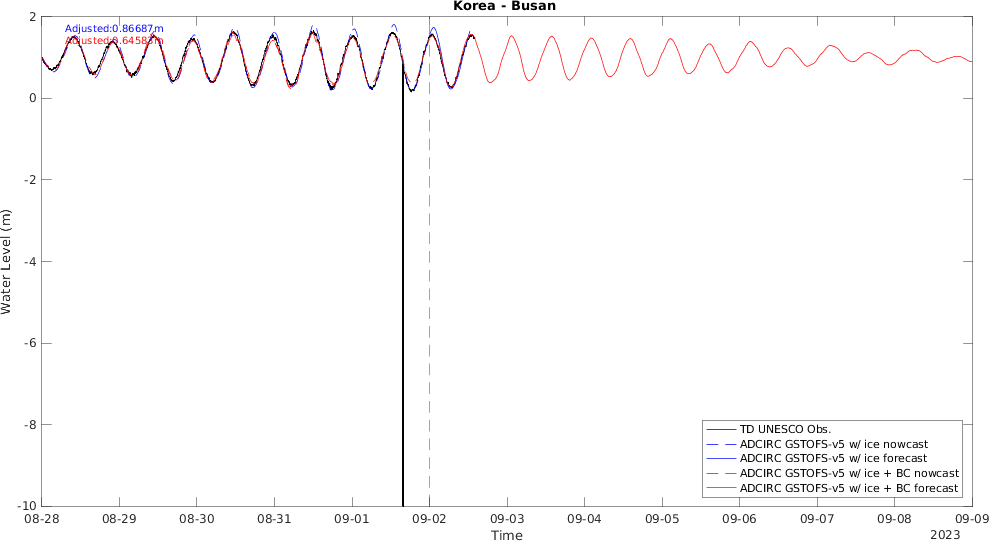 Korea - Busan
Adjusted:0.86687m
Adjusted:0.64583m
2
0
-2
-4
-6
-8
-10
Water Level (m)
08-28
08-29
08-30
08-31
09-01
09-02
09-03
09-04
09-05
09-06
09-07
09-08
09-09
Time
2023
TD UNESCO Obs.
ADCIRC GSTOFS-v5 w/ ice nowcast
ADCIRC GSTOFS-v5 w/ ice forecast
ADCIRC GSTOFS-v5 w/ ice + BC nowcast
ADCIRC GSTOFS-v5 w/ ice + BC forecast